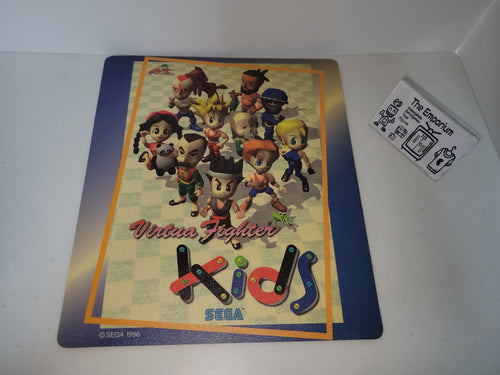 Virtua Fighter
Kids
SEGA
© SEGA 1996
The Emporium